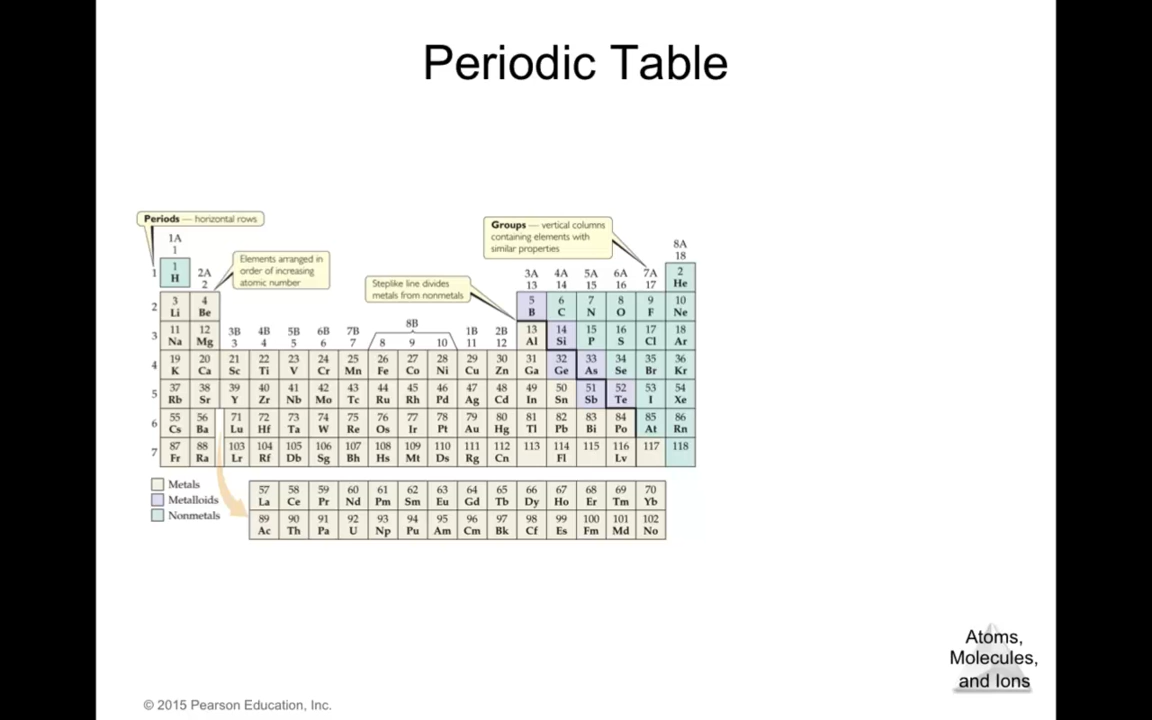 Periodic Table
Periods — horizontal rows
Groups — vertical columns
containing elements with
similar properties
1A
1
8A
18
Elements arranged in
order of increasing
atomic number
Steplike line divides
metals from nonmetals
2A
2
3A 4A 5A 6A 7A
13 14 15 16 17
1
1 2
H He
2
3 4 5 6 7 8 9 10
Li Be B C N O F Ne
3B 4B 5B 6B 7B 8B 1B 2B
3 4 5 6 7 8 9 10 11 12
3
11 12 13 14 15 16 17 18
Na Mg Al Si P S Cl Ar
4
19 20 21 22 23 24 25 26 27 28 29 30 31 32 33 34 35 36
K Ca Sc Ti V Cr Mn Fe Co Ni Cu Zn Ga Ge As Se Br Kr
5
37 38 39 40 41 42 43 44 45 46 47 48 49 50 51 52 53 54
Rb Sr Y Zr Nb Mo Tc Ru Rh Pd Ag Cd In Sn Sb Te I Xe
6
55 56 71 72 73 74 75 76 77 78 79 80 81 82 83 84 85 86
Cs Ba Lu Hf Ta W Re Os Ir Pt Au Hg Tl Pb Bi Po At Rn
7
87 88 103 104 105 106 107 108 109 110 111 112 113 114 115 116 117 118
Fr Ra Lr Rf Db Sg Bh Hs Mt Ds Rg Cn Fl Lv
Metals
Metalloids
Nonmetals
57 58 59 60 61 62 63 64 65 66 67 68 69 70
La Ce Pr Nd Pm Sm Eu Gd Tb Dy Ho Er Tm Yb
89 90 91 92 93 94 95 96 97 98 99 100 101 102
Ac Th Pa U Np Pu Am Cm Bk Cf Es Fm Md No
Atoms,
Molecules,
and Ions
© 2015 Pearson Education, Inc.